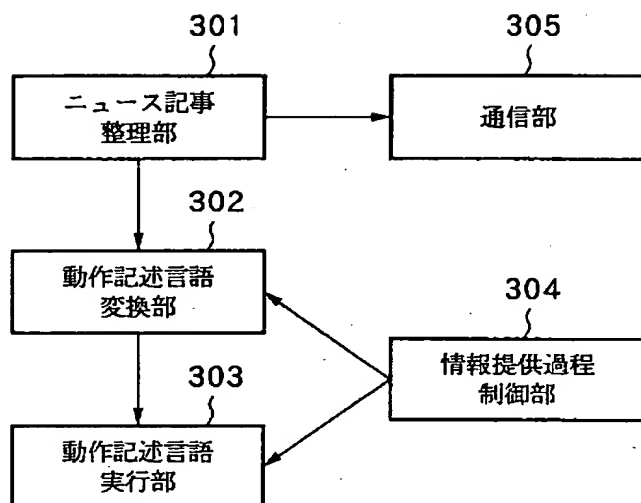 301
ニュース記事
整理部
305
通信部
302
動作記述言語
変換部
304
情報提供過程
制御部
303
動作記述言語
実行部